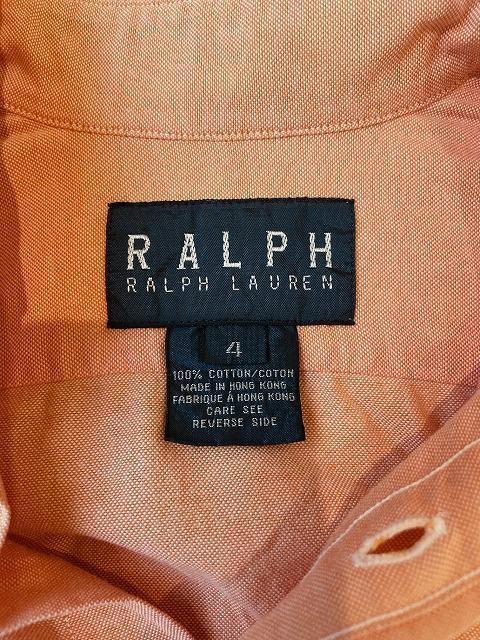 RALPH
RALPH LAUREN
4
100% COTTON/COTON
MADE IN HONG KONG
FABRIQUE À HONG KONG
CARE SEE
REVERSE SIDE